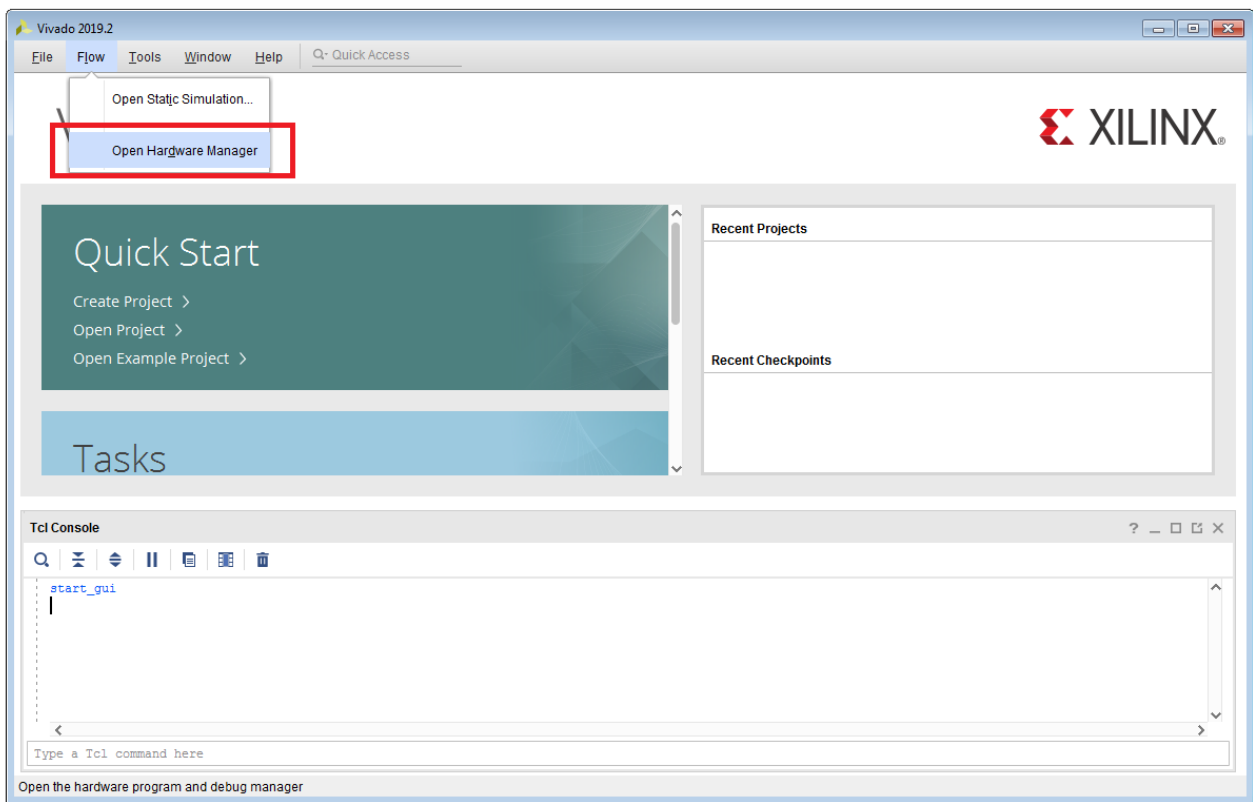 Vivado 2019.2
File Flow Tools Window Help Q- Quick Access
Open Static Simulation...
Open Hardware Manager
XILINX®
Quick Start
Create Project >
Open Project >
Open Example Project >
Recent Projects
Recent Checkpoints
Tasks
Tcl Console
start_gui
Type a Tcl command here
Open the hardware program and debug manager